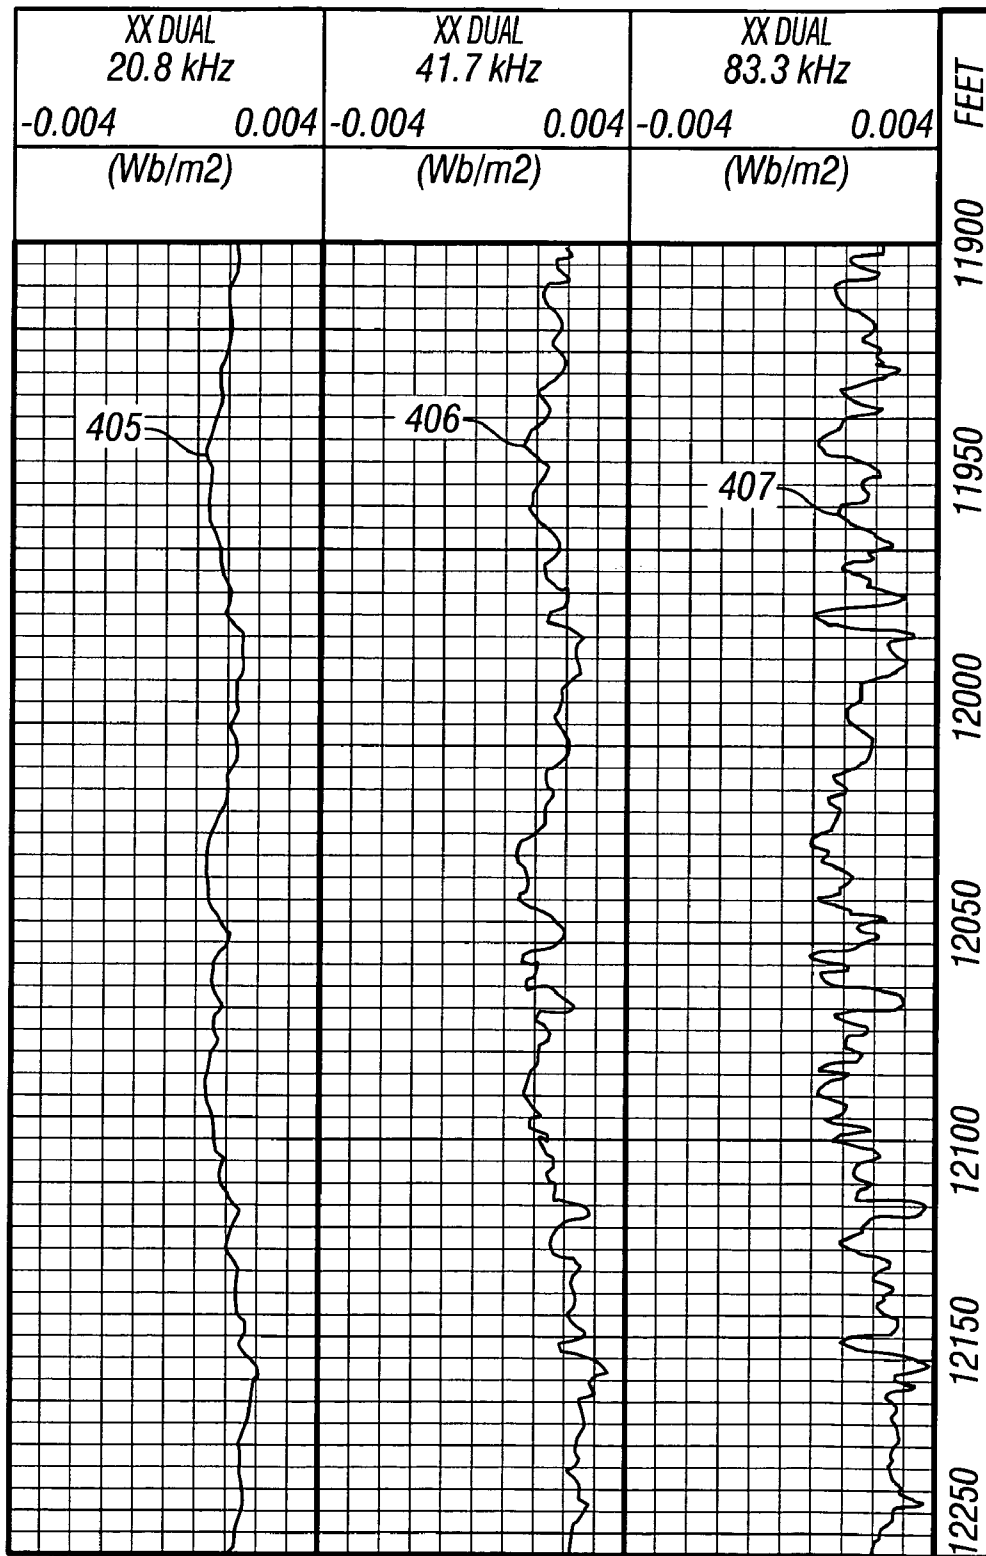 XX DUAL
20.8 kHz
-0.004 0.004
(Wb/m2)
XX DUAL
41.7 kHz
-0.004 0.004
(Wb/m2)
XX DUAL
83.3 kHz
-0.004 0.004
(Wb/m2)
FEET
11900
11950
12000
12050
12100
12150
12250
405
406
407